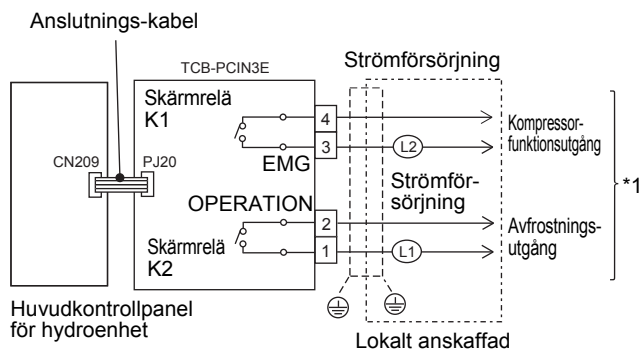 Anslutnings-kabel
TCB-PCIN3E
Strömförsörjning
Skärmrelä
K1
4
3
L2
EMG
Kompressor-
funktionsutgång
CN209
PJ20
*1
OPERATION
Strömför-
sörjning
2
1
L1
Avfrostnings-
utgång
Skärmrelä
K2
Huvudkontrollpanel
för hydroenhet
Lokalt anskaffad